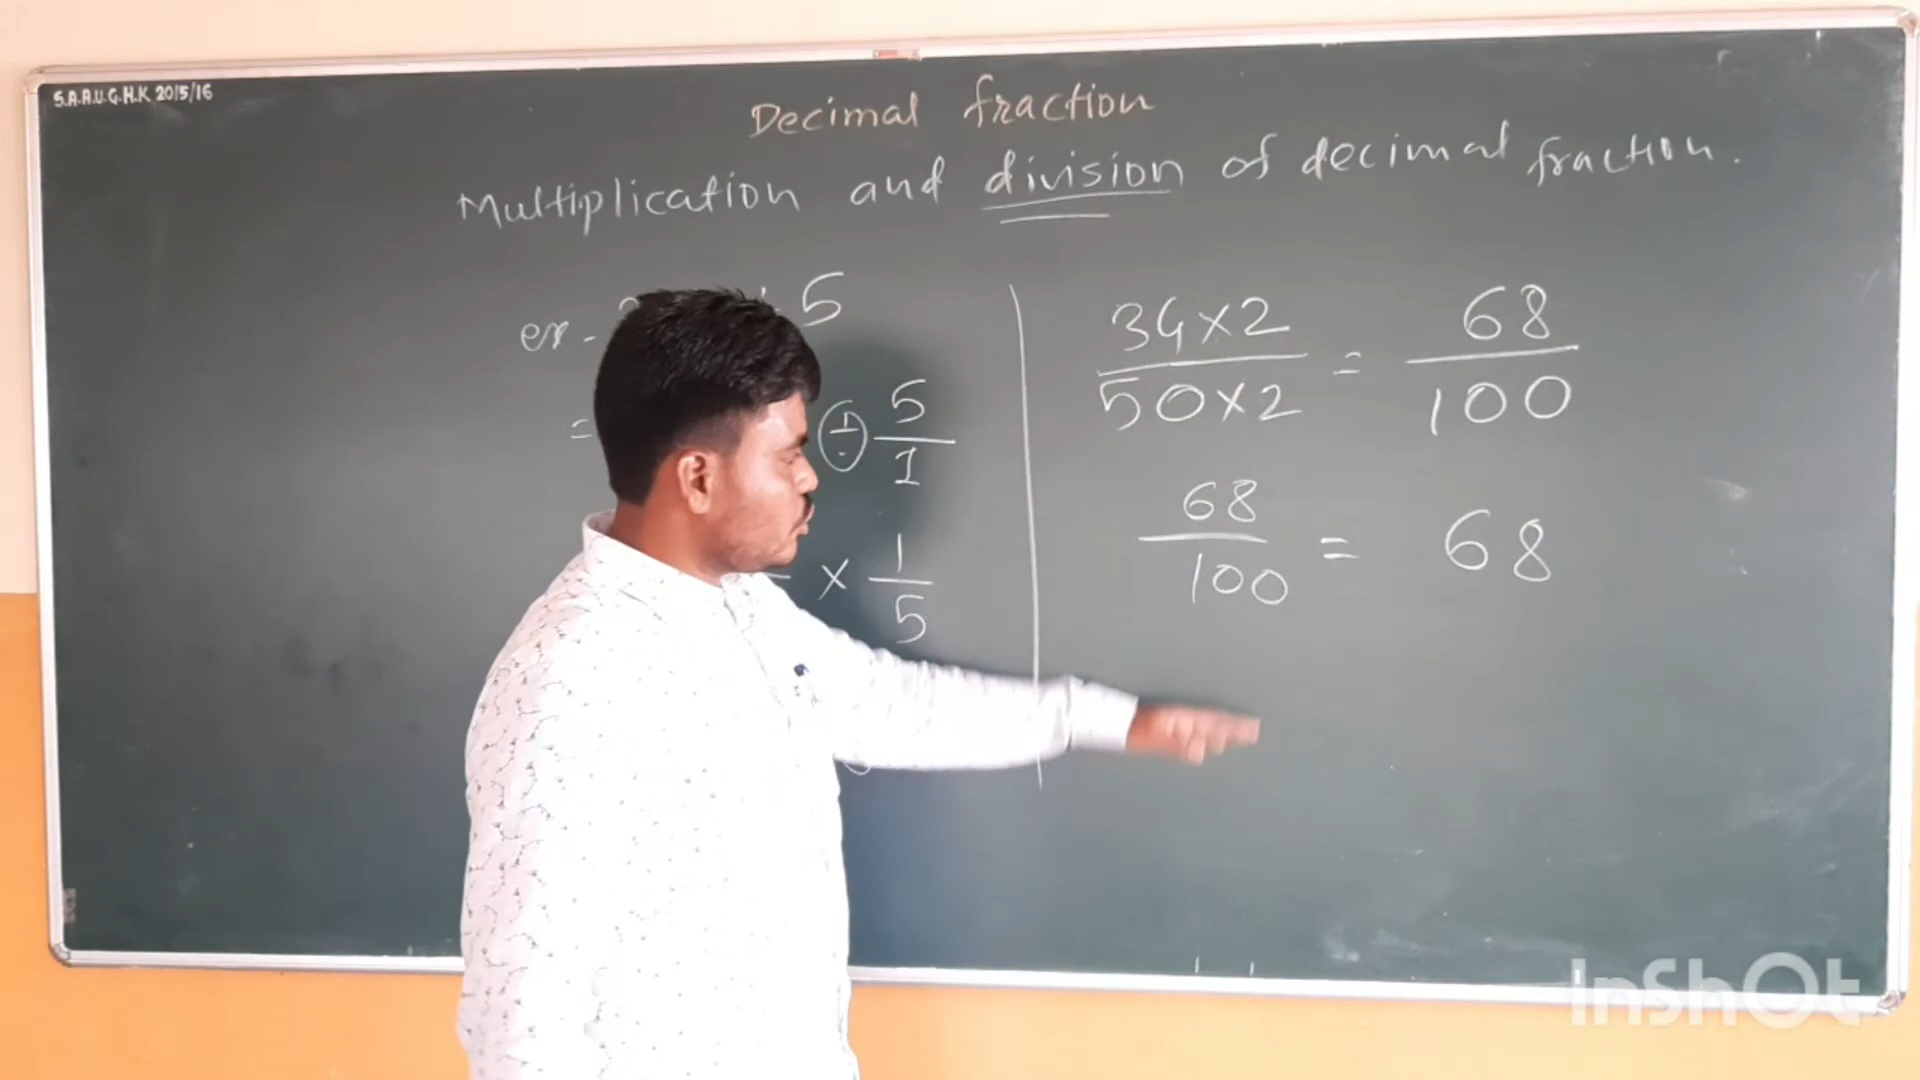 S.A.A.U.G.H.K 2015/16
Decimal fraction
Multiplication and division of decimal fraction.
ex. - 5
= ÷ 5/1
× 1/5
34×2/50×2 = 68/100
68/100 = 68
InShOt